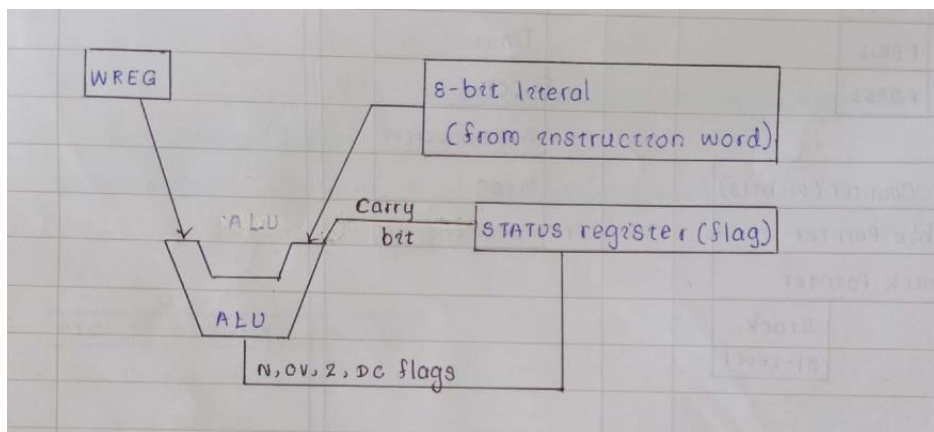 WREG
8-bit literal
(from instruction word)
ALU
Carry
bit
STATUS register (flag)
ALU
N, OV, Z, DC flags